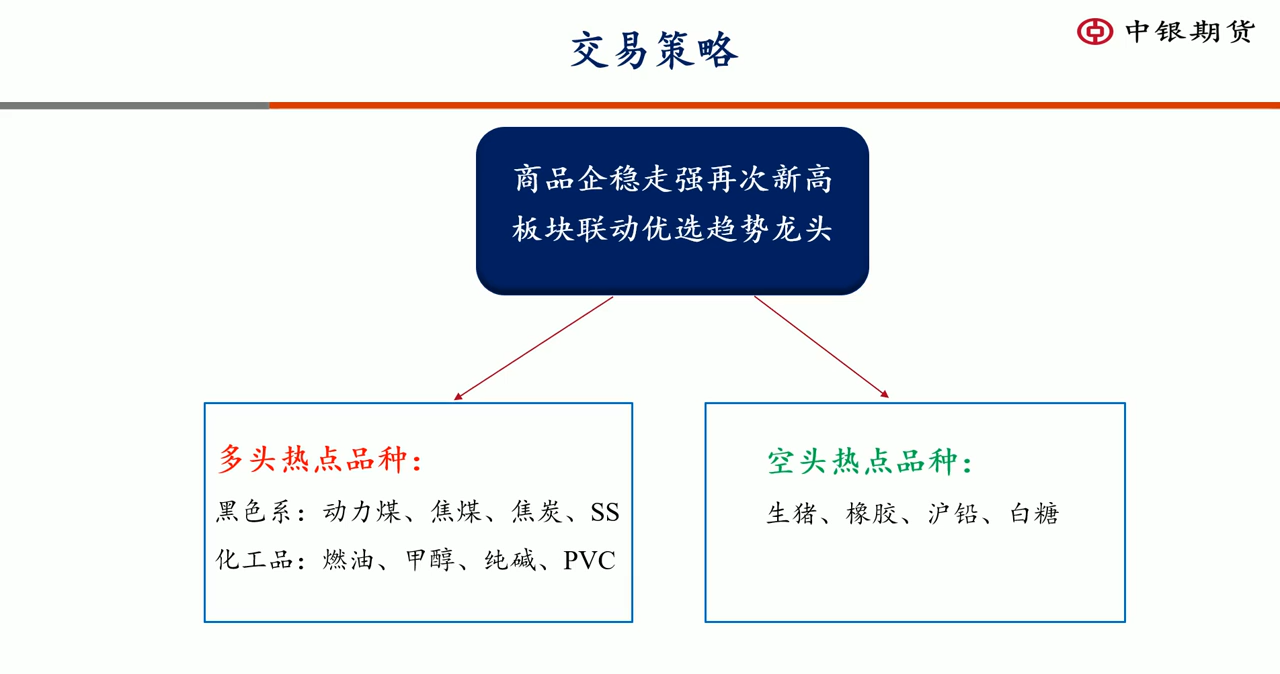 交易策略
中银期货
商品企稳走强再次新高
板块联动优选趋势龙头
多头热点品种：
黑色系：动力煤、焦煤、焦炭、SS
化工品：燃油、甲醇、纯碱、PVC
空头热点品种：
生猪、橡胶、沪铅、白糖